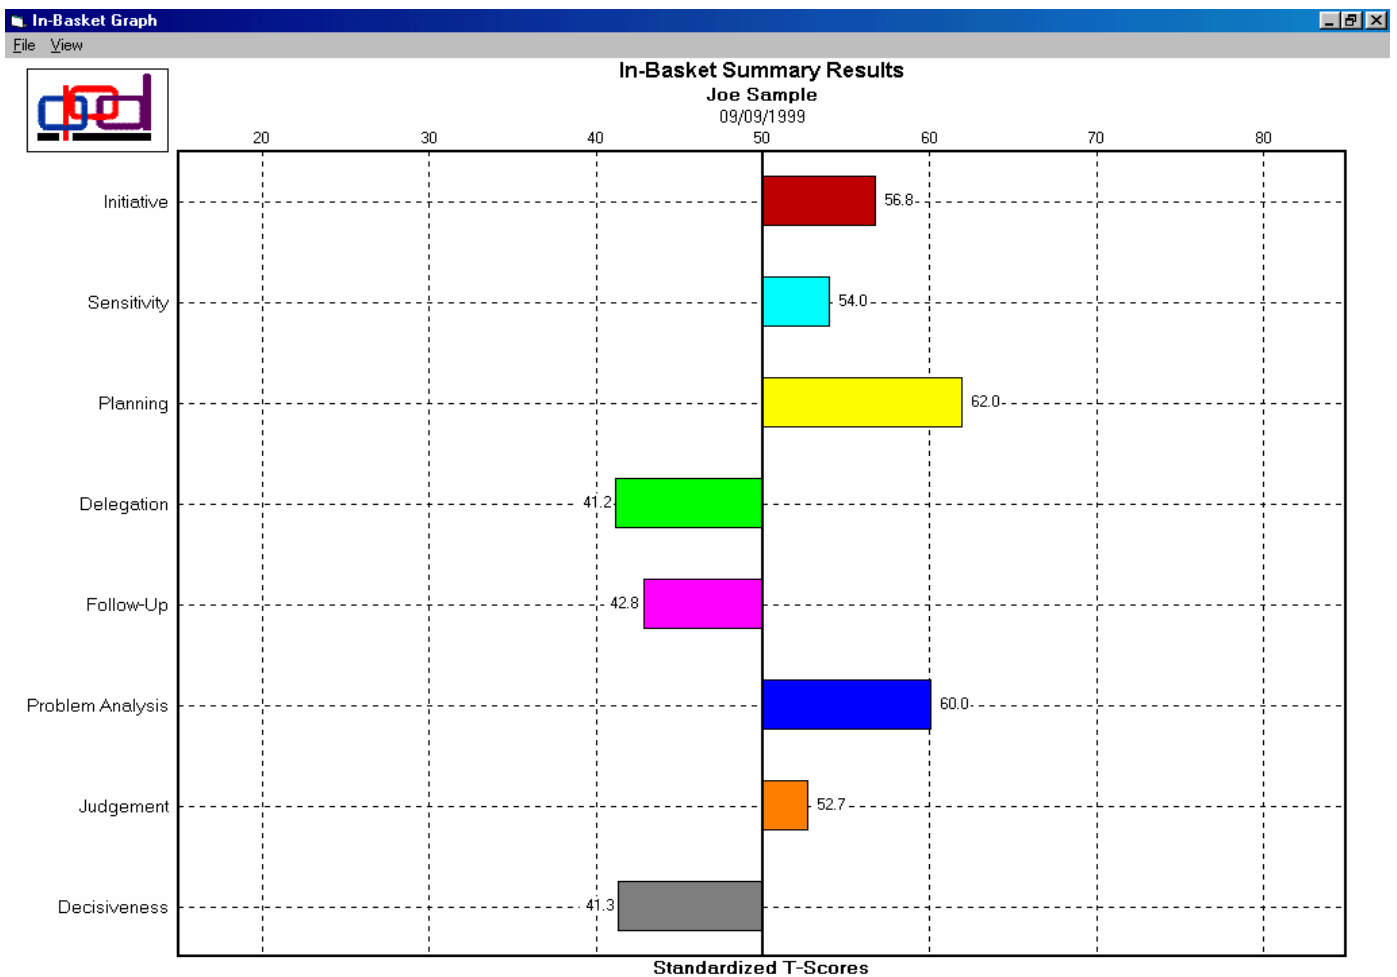 In-Basket Graph
File View
In-Basket Summary Results
Joe Sample
09/09/1999
20 30 40 50 60 70 80
Initiative 56.8
Sensitivity 54.0
Planning 62.0
Delegation 41.2
Follow-Up 42.8
Problem Analysis 60.0
Judgement 52.7
Decisiveness 41.3
Standardized T-Scores